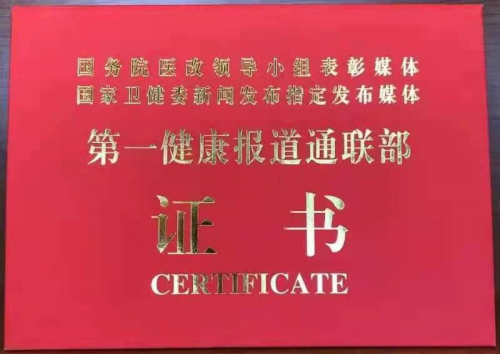 国务院医改领导小组表彰媒体
国家卫健委新闻发布指定发布媒体
第一健康报道通联部
证书
CERTIFICATE